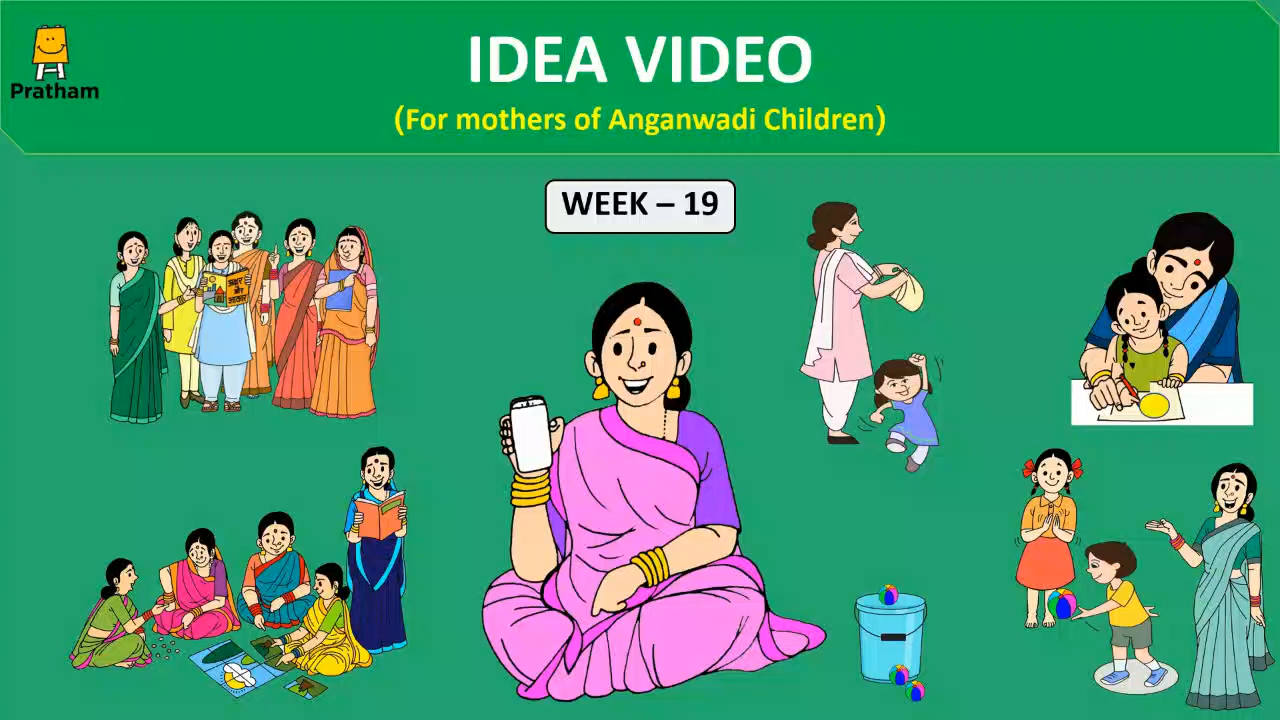 Pratham
IDEA VIDEO
(For mothers of Anganwadi Children)
WEEK – 19